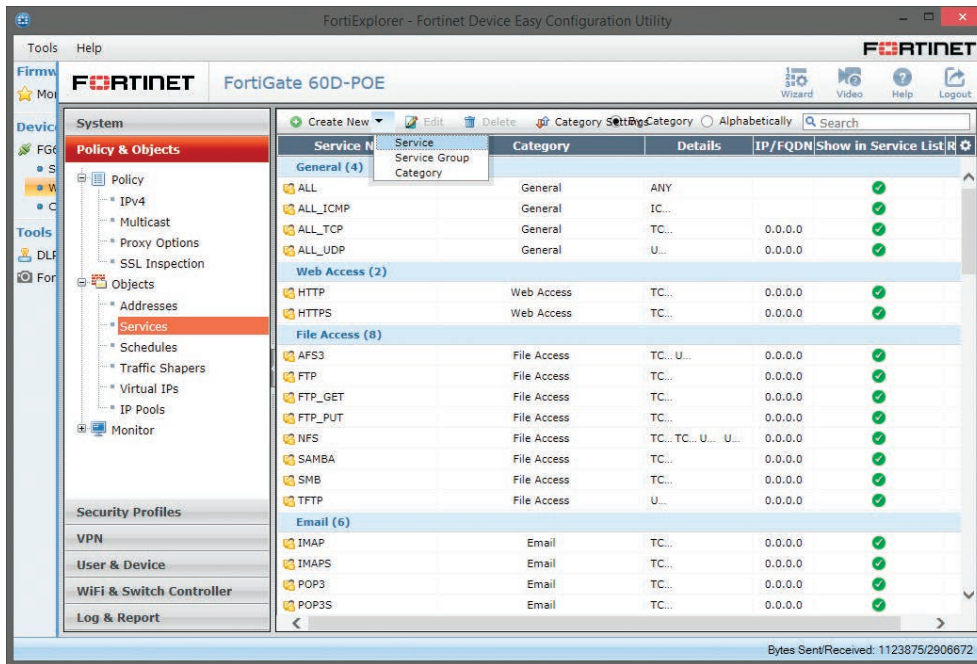 FortiExplorer - Fortinet Device Easy Configuration Utility
Tools Help
FORTINET
Firmw
Mor
Device
FG6
S
W
C
Tools
DLP
For
FORTINET FortiGate 60D-POE
Wizard Video Help Logout
System
Policy & Objects
Policy
IPv4
Multicast
Proxy Options
SSL Inspection
Objects
Addresses
Services
Schedules
Traffic Shapers
Virtual IPs
IP Pools
Monitor
Security Profiles
VPN
User & Device
WiFi & Switch Controller
Log & Report
Create New Edit Delete Category Settings By Category Alphabetically Search
Service N Category Details IP/FQDN Show in Service List R
Service
Service Group
Category
General (4)
ALL General ANY
ALL_ICMP General IC...
ALL_TCP General TC... 0.0.0.0
ALL_UDP General U... 0.0.0.0
Web Access (2)
HTTP Web Access TC... 0.0.0.0
HTTPS Web Access TC... 0.0.0.0
File Access (8)
AFS3 File Access TC... U... 0.0.0.0
FTP File Access TC... 0.0.0.0
FTP_GET File Access TC... 0.0.0.0
FTP_PUT File Access TC... 0.0.0.0
NFS File Access TC... TC... U... U... 0.0.0.0
SAMBA File Access TC... 0.0.0.0
SMB File Access TC... 0.0.0.0
TFTP File Access U... 0.0.0.0
Email (6)
IMAP Email TC... 0.0.0.0
IMAPS Email TC... 0.0.0.0
POP3 Email TC... 0.0.0.0
POP3S Email TC... 0.0.0.0
Bytes Sent/Received: 1123875/2906672